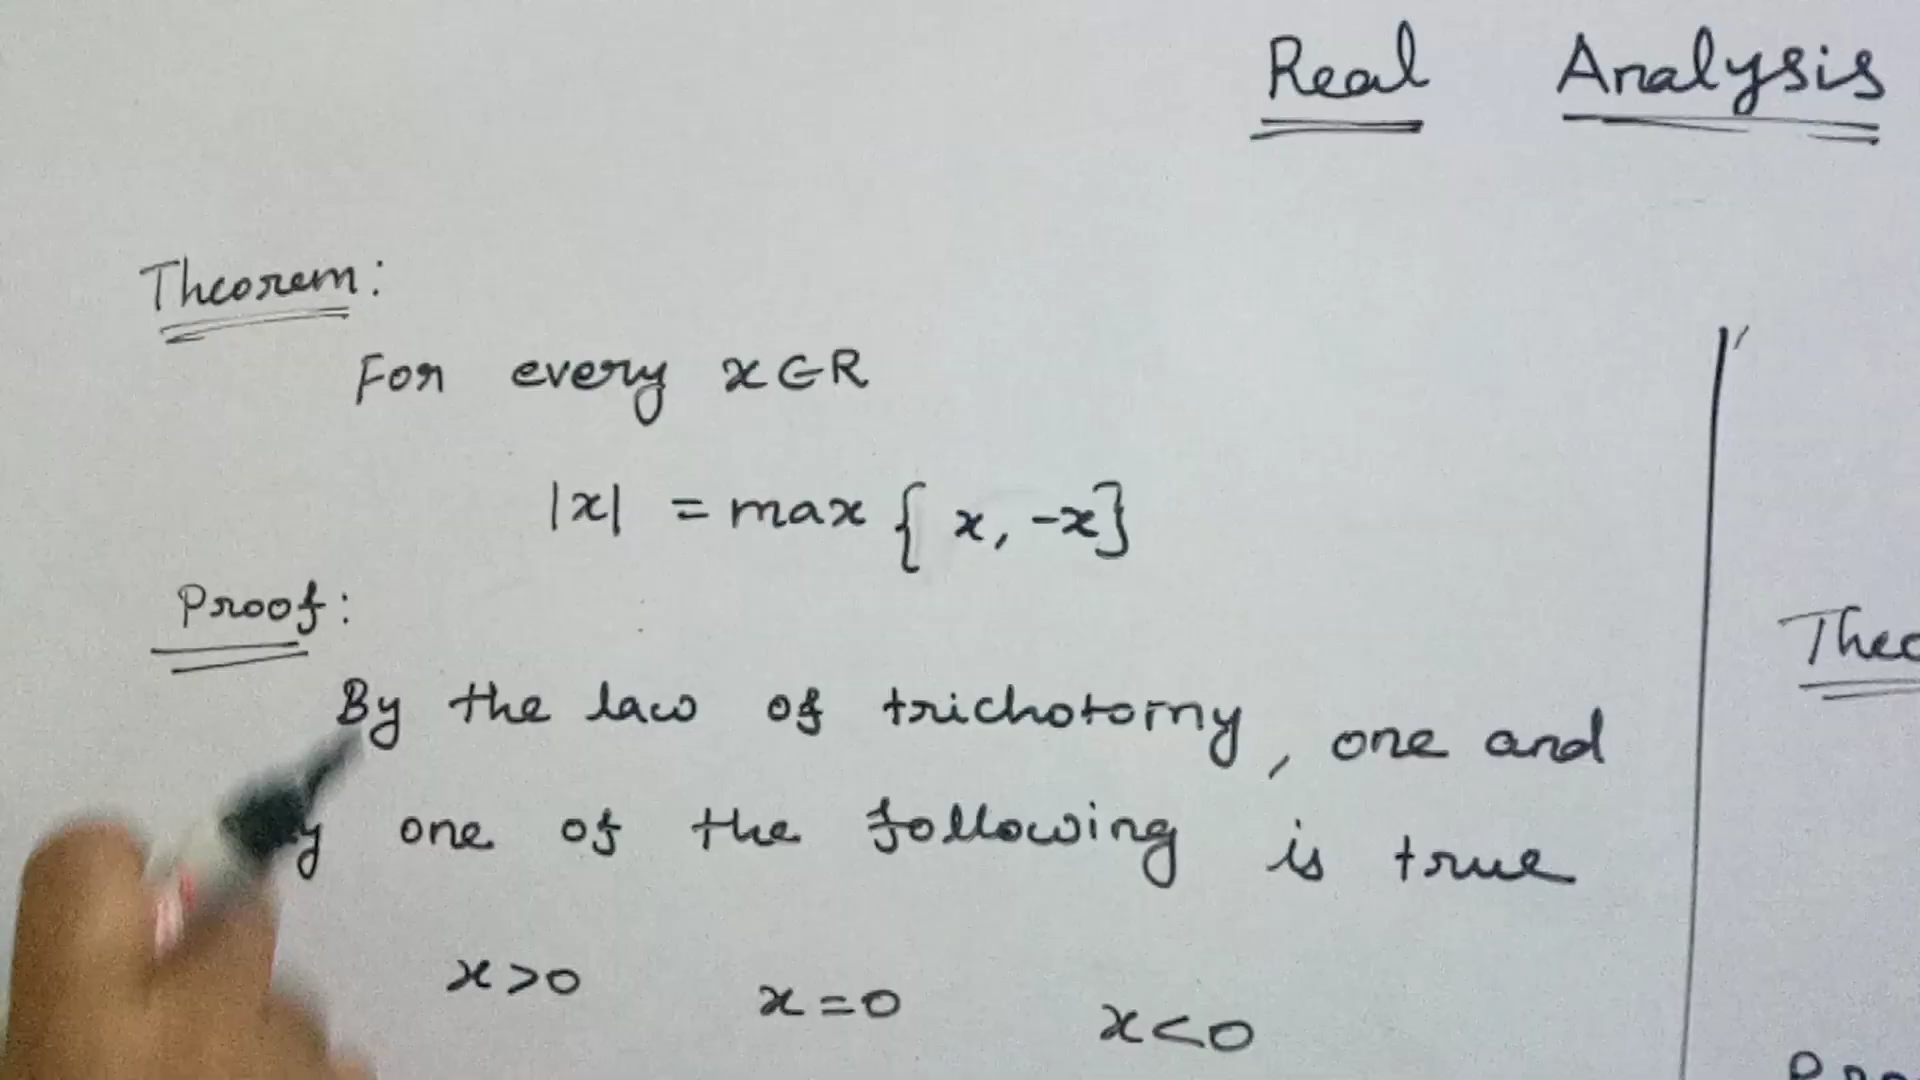 Real Analysis
Theorem:
For every x∈R
|x| = max { x, -x}
Proof:
By the law of trichotomy, one and
one of the following is true
x>0 x=0 x<0